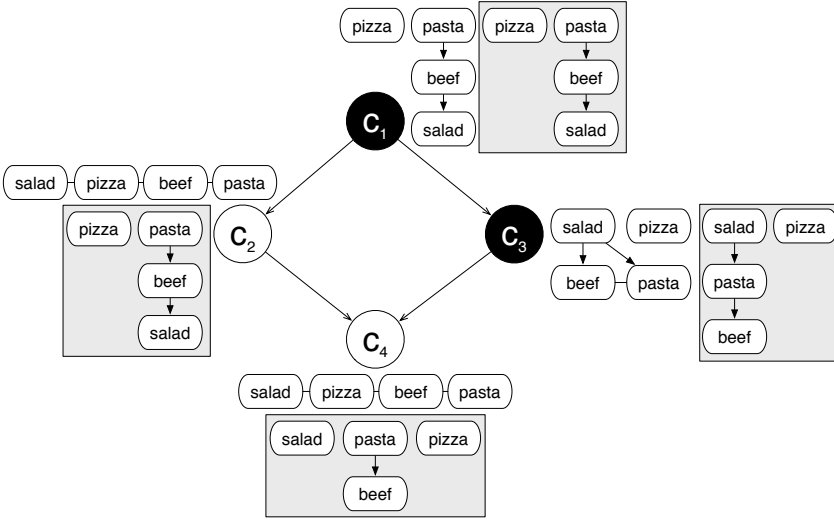 pizza pasta pizza pasta
beef beef
salad salad
C1
salad pizza beef pasta
pizza pasta
beef
salad
C2
C3
salad pizza salad pizza
beef pasta pasta
beef
C4
salad pizza beef pasta
salad pasta pizza
beef